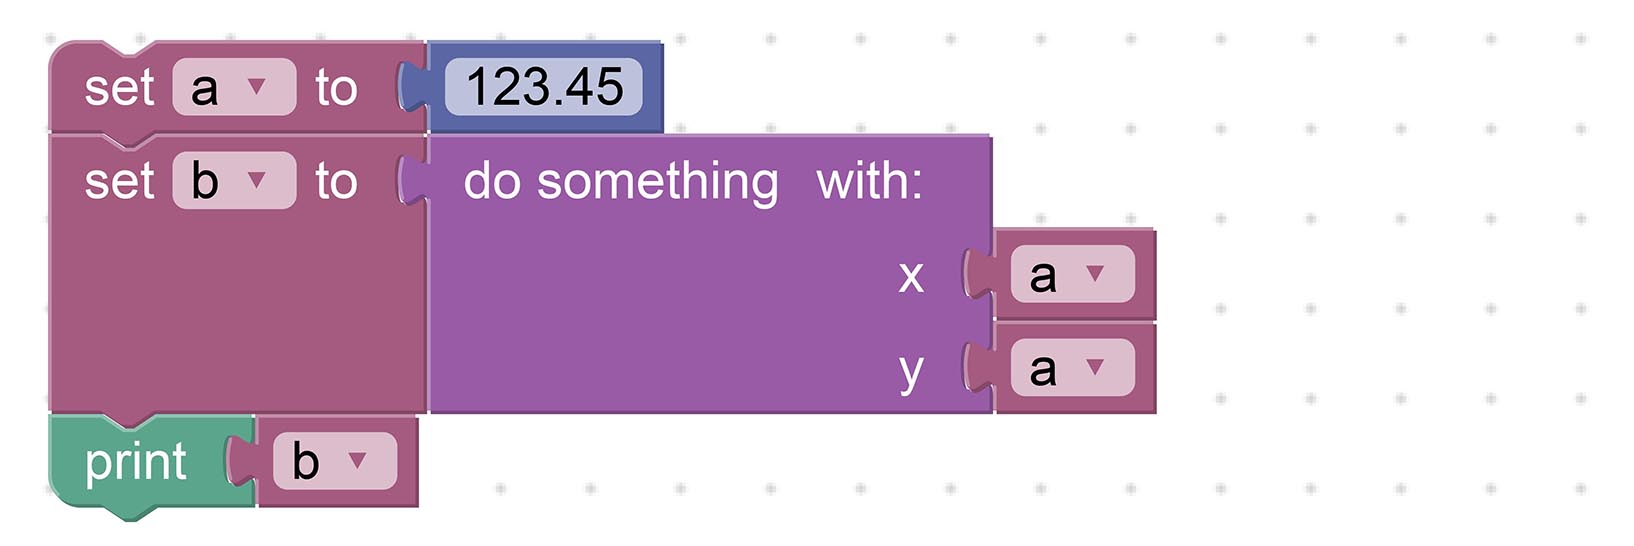 set a to 123.45
set b to do something with:
x a
y a
print b